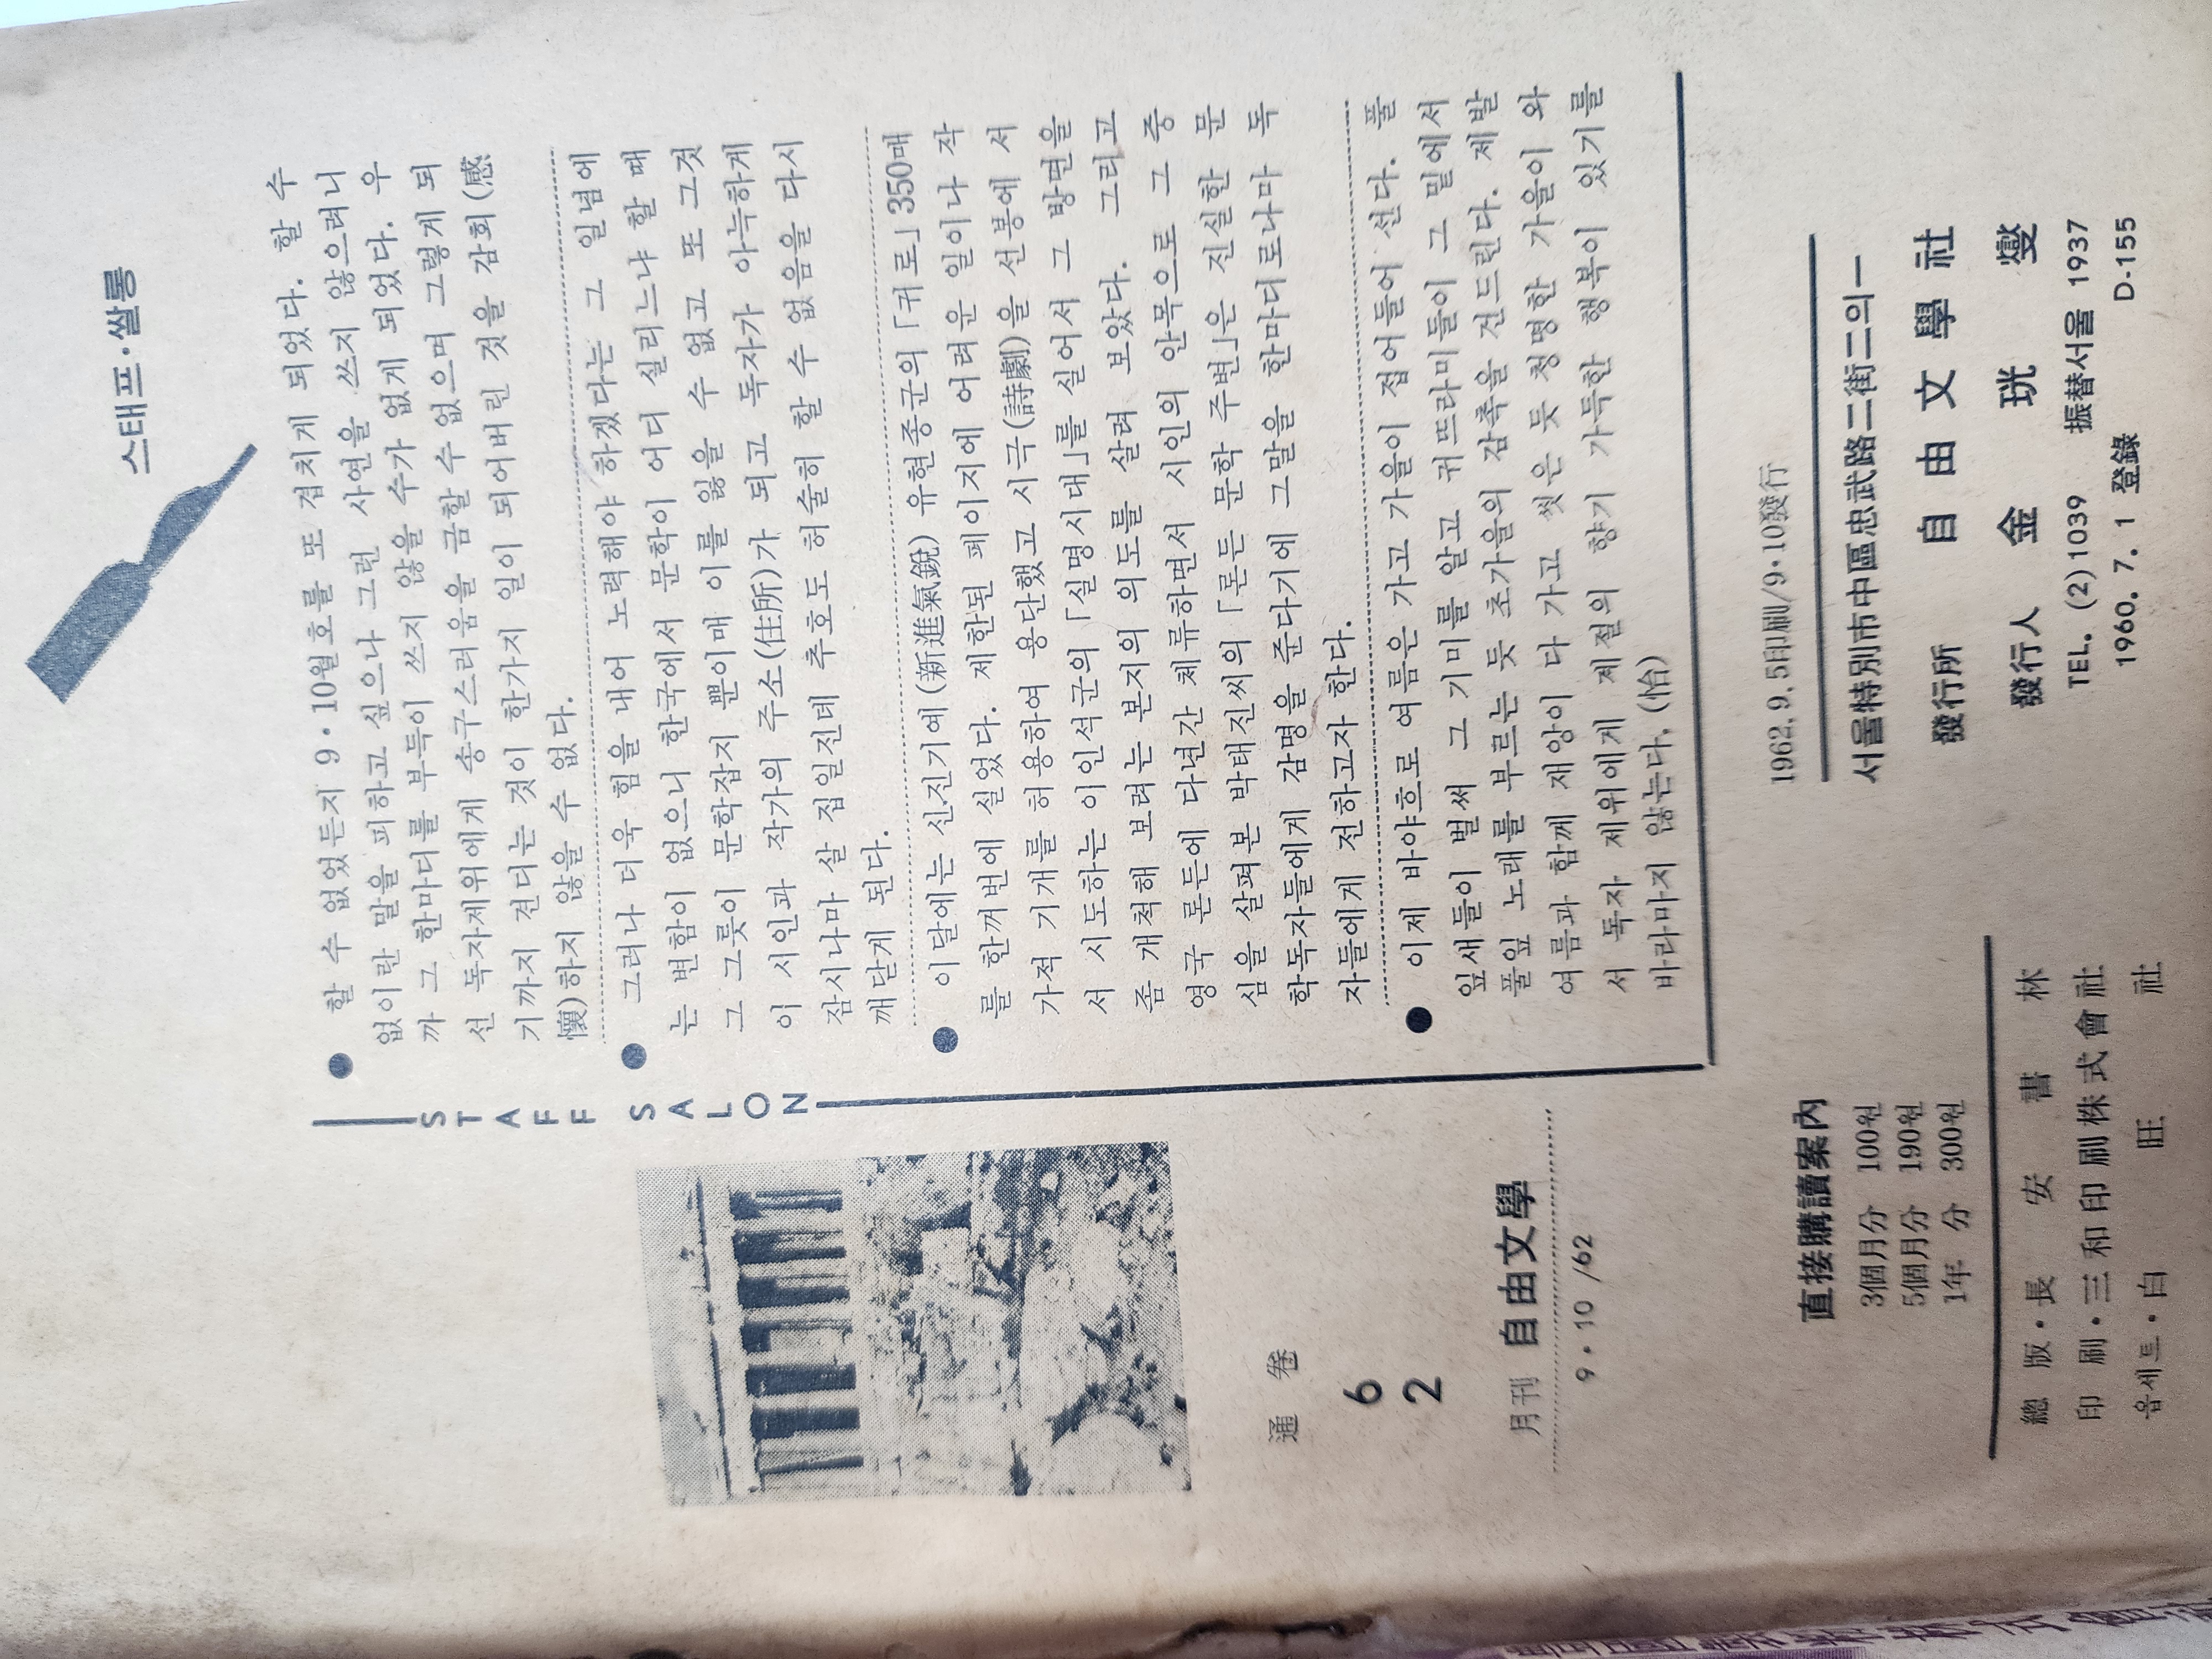 스태프·쌀롱
STAFF SALON
● 할 수 없었든지 9·10월호를 또 겹치게 되었다. 할 수
없이란 말을 피하고 싶으나 그런 사연을 쓰지 않으려니
까 그 한마디를 부득이 쓰지 않을 수가 없게 되었다. 우
선 독자제위에게 송구스러움을 금할 수 없으며 그렇게 되
기까지 견디는 것이 한가지 일이 되어버린 것을 감회(感
懷)하지 않을 수 없다.
● 그러나 더욱 힘을 내어 노력해야 하겠다는 그 일념에
는 변함이 없으니 한국에서 문학이 어디 실리느냐 할 때
그 그릇이 문학잡지 뿐이매 이를 잃을 수 없고 또 그것
이 시인과 작가의 주소(住所)가 되고 독자가 아늑하게
잠시나마 살 집일진데 추호도 허술히 할 수 없음을 다시
깨닫게 된다.
● 이달에는 신진기예(新進氣銳) 유현종군의 「귀로」350매
를 한꺼번에 실었다. 제한된 페이지에 어려운 일이나 작
가적 기개를 허용하여 용단했고 시극(詩劇)을 선봉에 서
서 시도하는 이인석군의 「실명시대」를 실어서 그 방면을
좀 개척해 보려는 본지의 의도를 살려 보았다. 그리고
영국 론든에 다년간 체류하면서 시인의 안목으로 그 중
심을 살펴본 박태진씨의 「론든 문학 주변」은 진실한 문
학독자들에게 감명을 준다기에 그말을 한마디로나마 독
자들에게 전하고자 한다.
● 이제 바야흐로 여름은 가고 가을이 접어들어 선다. 풀
잎새들이 벌써 그 기미를 알고 귀뜨라미들이 그 밑에서
풀잎 노래를 부르는 듯 초가을의 감촉을 건드린다. 제발
여름과 함께 재앙이 다 가고 씻은 듯 청명한 가을이 와
서 독자 제위에게 제절의 향기 가득한 행복이 있기를
바라마지 않는다. (怡)
通卷
62
月刊 自由文學
9·10 /62
直接購讀案內
3個月分 100원
5個月分 190원
1年分 300원
總版·長安書林
印刷·三和印刷株式會社
옵세트·白旺社
1962. 9. 5印刷/9·10發行
서울特別市中區忠武路二街二의一
發行所 自由文學社
發行人 金珖燮
TEL. (2) 1039 振替서울 1937
1960. 7. 1 登錄 D-155